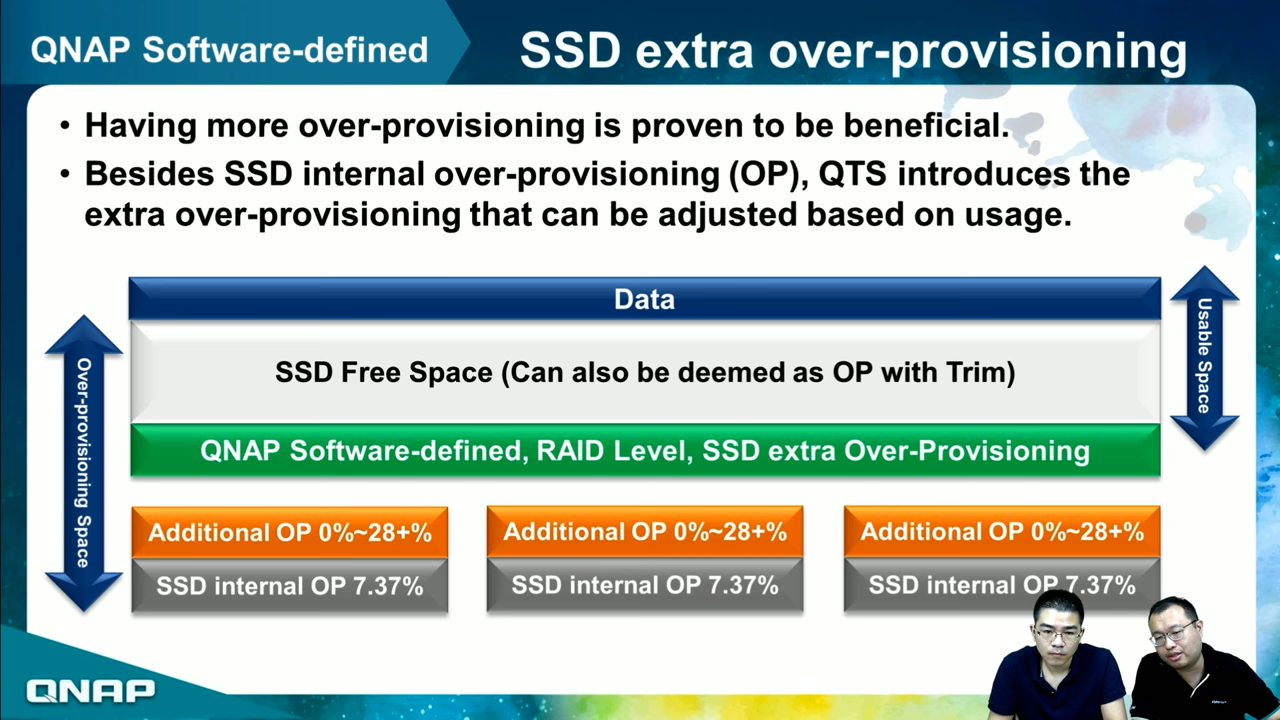 QNAP Software-defined
SSD extra over-provisioning
• Having more over-provisioning is proven to be beneficial.
• Besides SSD internal over-provisioning (OP), QTS introduces the
extra over-provisioning that can be adjusted based on usage.
Over-provisioning Space
Data
SSD Free Space (Can also be deemed as OP with Trim)
QNAP Software-defined, RAID Level, SSD extra Over-Provisioning
Usable Space
Additional OP 0%~28+%
Additional OP 0%~28+%
Additional OP 0%~28+%
SSD internal OP 7.37%
SSD internal OP 7.37%
SSD internal OP 7.37%
QNAP